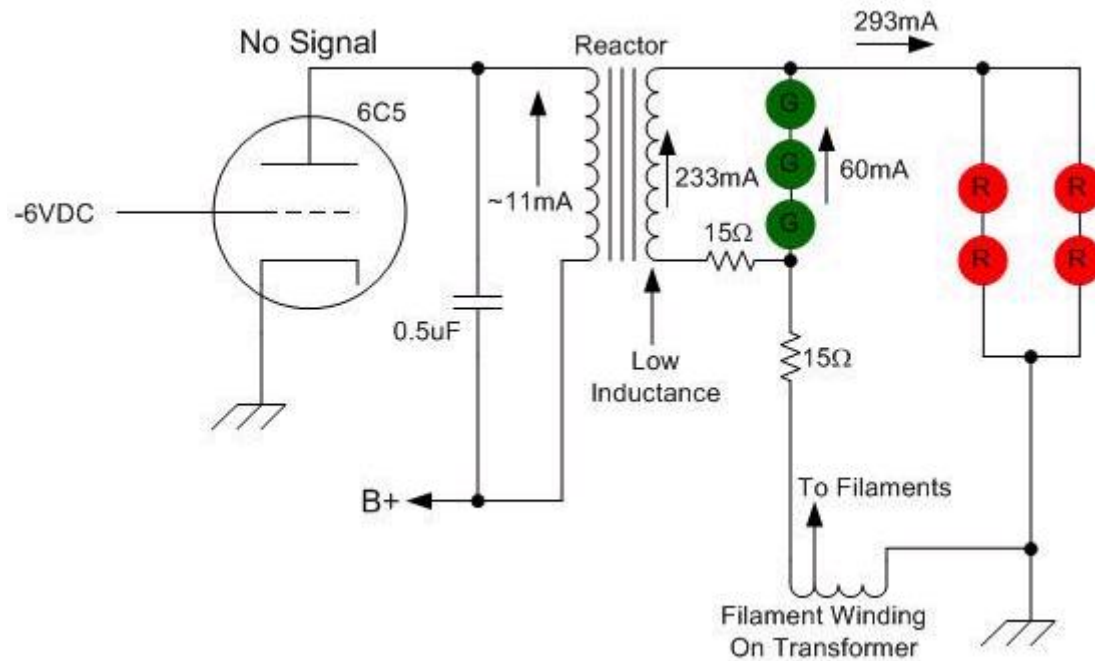 293mA
No Signal
Reactor
6C5
G
G
G
-6VDC
~11mA
233mA
60mA
R
R
R
R
15Ω
0.5uF
15Ω
Low
Inductance
B+
To Filaments
Filament Winding
On Transformer